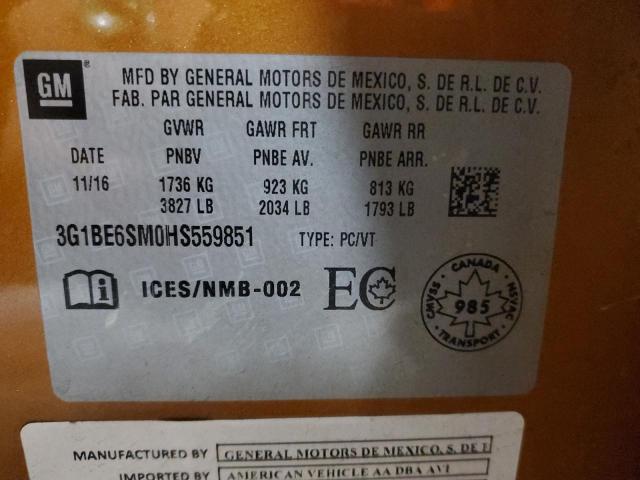 GM®
MFD BY GENERAL MOTORS DE MEXICO, S. DE R.L. DE C.V.
FAB. PAR GENERAL MOTORS DE MEXICO, S. DE R.L. DE C.V.
GVWR GAWR FRT GAWR RR
DATE PNBV PNBE AV. PNBE ARR.
11/16 1736 KG 923 KG 813 KG
3827 LB 2034 LB 1793 LB
3G1BE6SM0HS559851 TYPE: PC/VT
i ICES/NMB-002 EC
CANADA
CMVSS 985 NSVAC
TRANSPORT
MANUFACTURED BY GENERAL MOTORS DE MEXICO, S. DE
IMPORTED BY AMERICAN VEHICLE AA DBA AVI